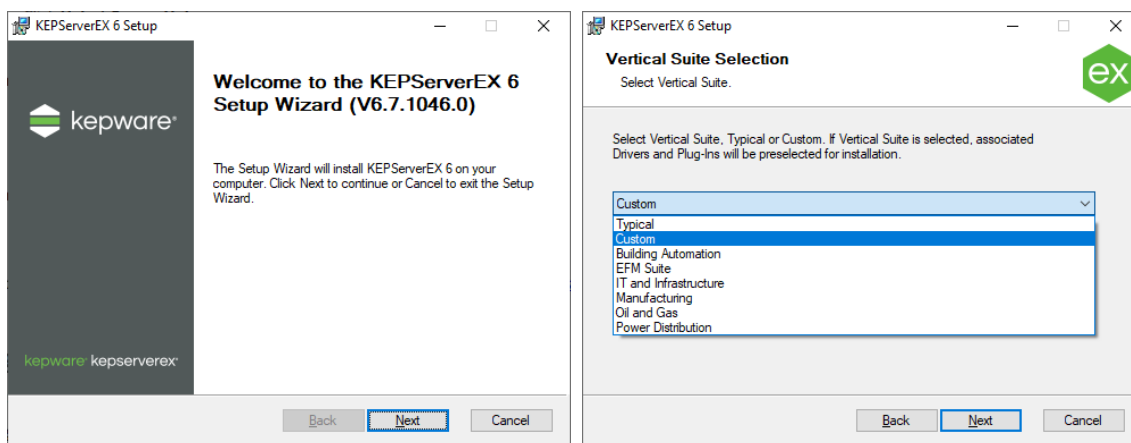 KEPServerEX 6 Setup
kepware®
Welcome to the KEPServerEX 6
Setup Wizard (V6.7.1046.0)
The Setup Wizard will install KEPServerEX 6 on your
computer. Click Next to continue or Cancel to exit the Setup
Wizard.
kepware® kepserverex®
Back
Next
Cancel
KEPServerEX 6 Setup
Vertical Suite Selection
Select Vertical Suite.
ex
Select Vertical Suite, Typical or Custom. If Vertical Suite is selected, associated
Drivers and Plug-Ins will be preselected for installation.
Custom
Typical
Custom
Building Automation
EFM Suite
IT and Infrastructure
Manufacturing
Oil and Gas
Power Distribution
Back
Next
Cancel